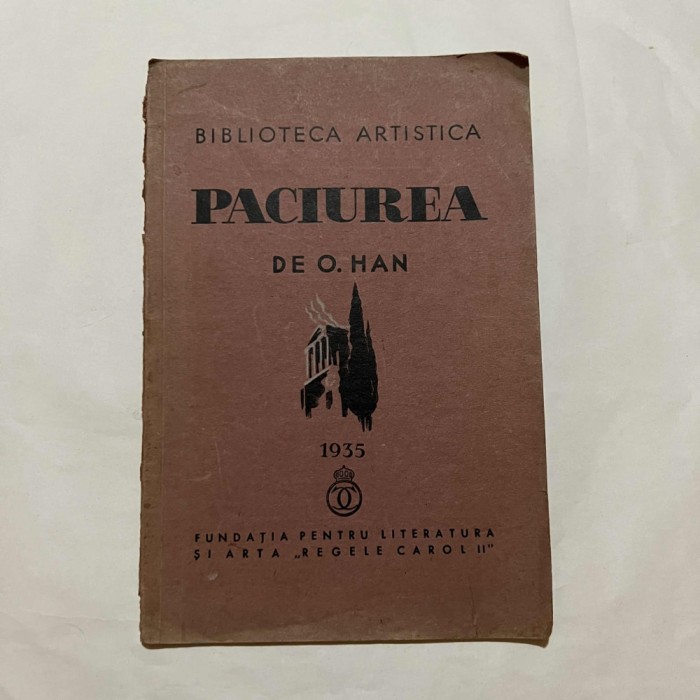 BIBLIOTECA ARTISTICA
PACIUREA
DE O. HAN
1935
FUNDAȚIA PENTRU LITERATURA
ȘI ARTA „REGELE CAROL II”